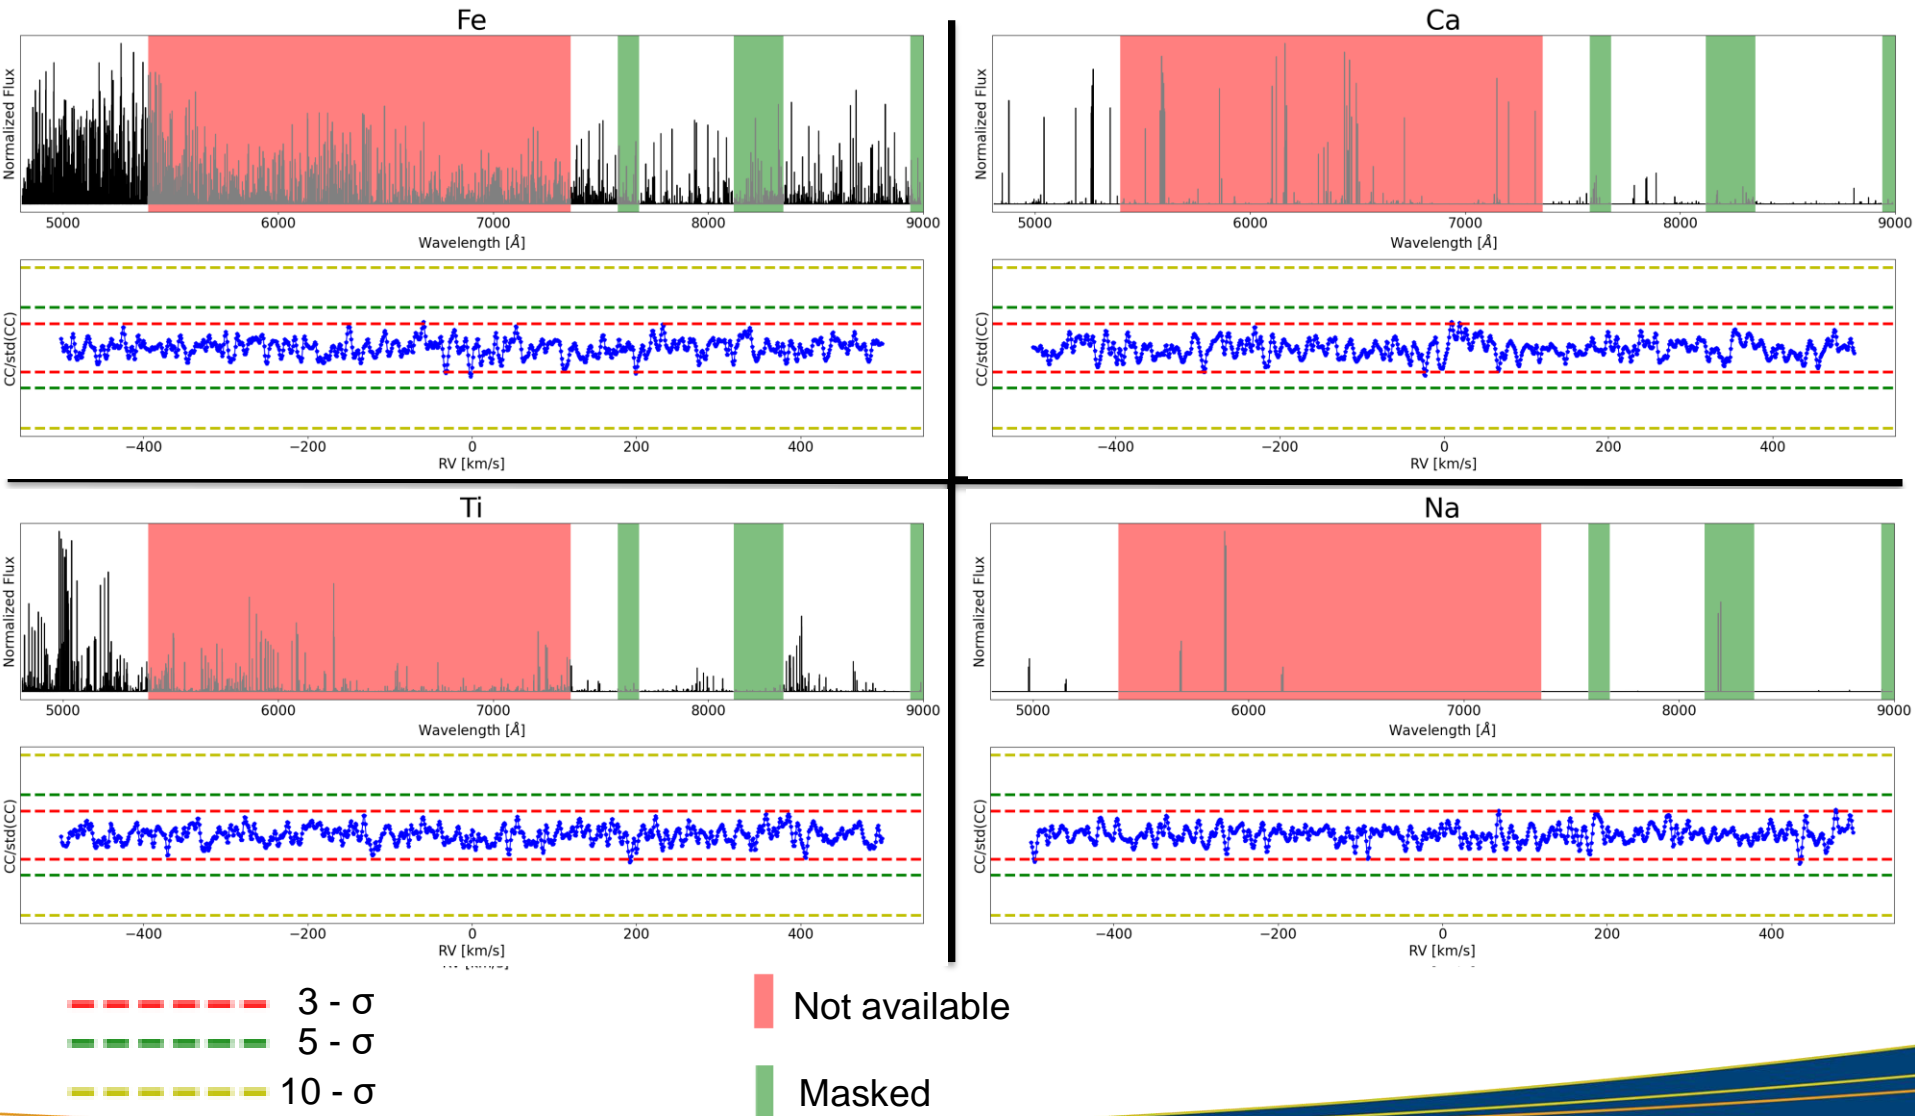 Fe
Normalized Flux
5000 6000 7000 8000 9000
Wavelength [Å]
CC/std(CC)
−400 −200 0 200 400
RV [km/s]
Ca
Normalized Flux
5000 6000 7000 8000 9000
Wavelength [Å]
CC/std(CC)
−400 −200 0 200 400
RV [km/s]
Ti
Normalized Flux
5000 6000 7000 8000 9000
Wavelength [Å]
CC/std(CC)
−400 −200 0 200 400
RV [km/s]
Na
Normalized Flux
5000 6000 7000 8000 9000
Wavelength [Å]
CC/std(CC)
−400 −200 0 200 400
RV [km/s]
3 - σ
5 - σ
10 - σ
Not available
Masked